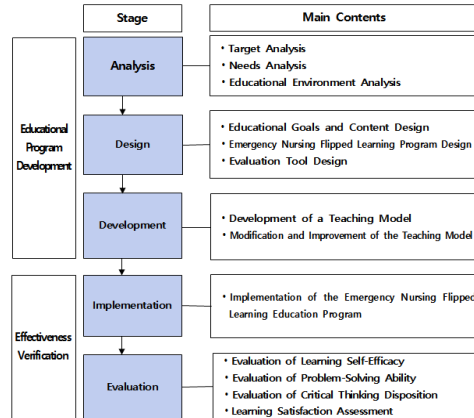 Stage
Main Contents
Educational
Program
Development
Analysis
• Target Analysis
• Needs Analysis
• Educational Environment Analysis
Design
• Educational Goals and Content Design
• Emergency Nursing Flipped Learning Program Design
• Evaluation Tool Design
Development
• Development of a Teaching Model
• Modification and Improvement of the Teaching Model
Effectiveness
Verification
Implementation
• Implementation of the Emergency Nursing Flipped
Learning Education Program
Evaluation
• Evaluation of Learning Self-Efficacy
• Evaluation of Problem-Solving Ability
• Evaluation of Critical Thinking Disposition
• Learning Satisfaction Assessment